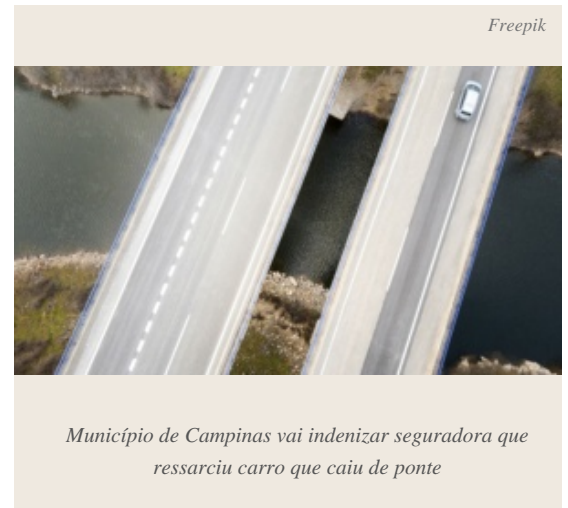 Freepik
Município de Campinas vai indenizar seguradora que
ressarciu carro que caiu de ponte